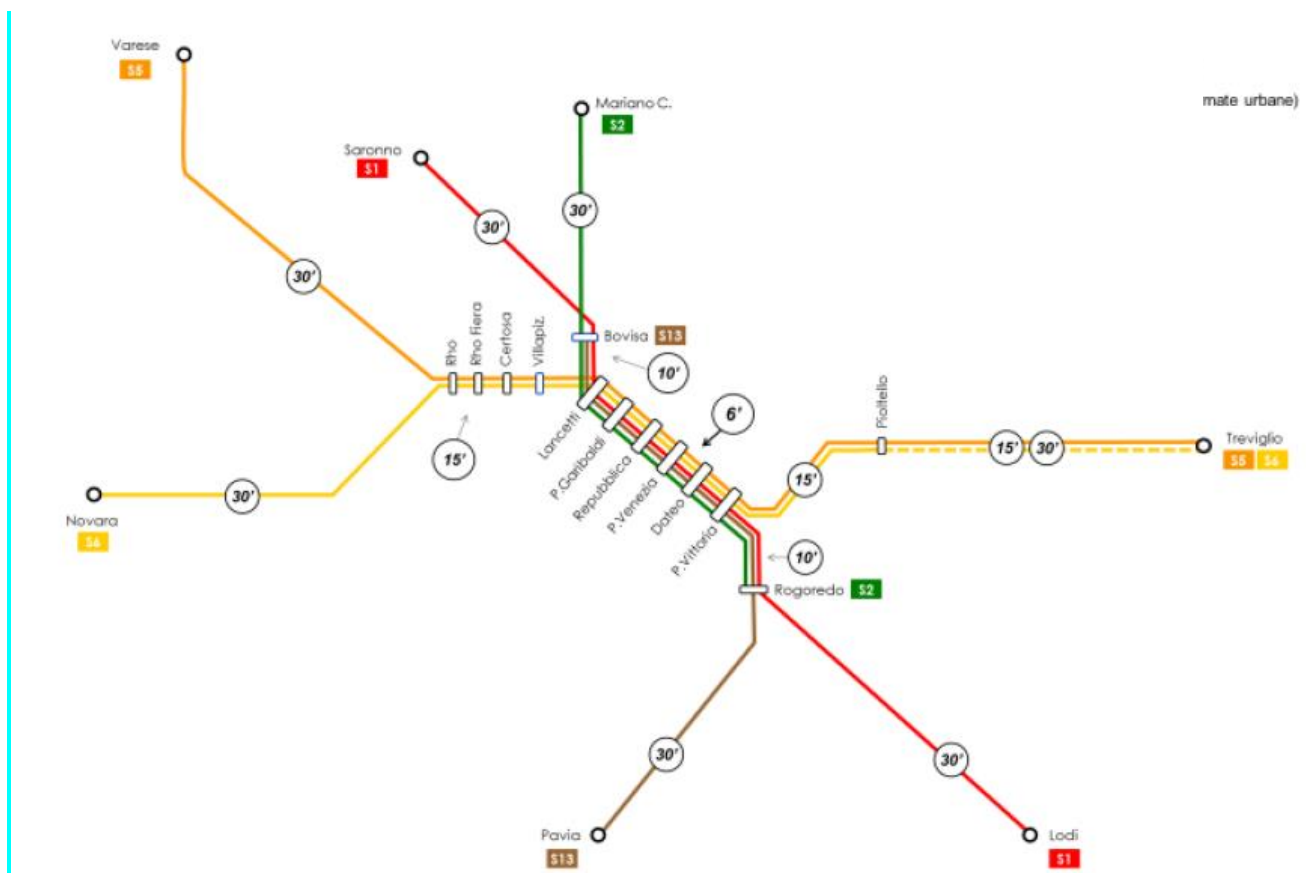 Varese
S5
Mariano C.
S2
mate urbane)
Saronno
S1
30'
30'
30'
Rho
Rho Fiera
Certosa
Villapiz.
Bovisa S13
10'
6'
15'
Lancetti
P.Garibaldi
Repubblica
P.Venezia
Dateo
P.Vittoria
Pioltello
15' 30'
Treviglio
S5 S6
15'
30'
Novara
S6
10'
Rogoredo S2
30'
30'
Pavia
S13
Lodi
S1